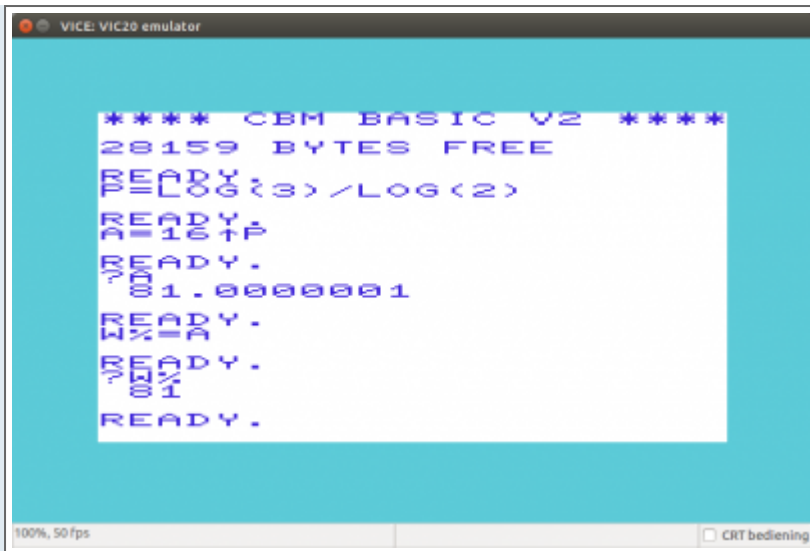 VICE: VIC20 emulator
**** CBM BASIC V2 ****
28159 BYTES FREE
READY.
P=LOG(3)/LOG(2)
READY.
A=16↑P
READY.
?A
81.0000001
READY.
W%=A
READY.
?W%
81
READY.
100%, 50 fps
CRT bediening